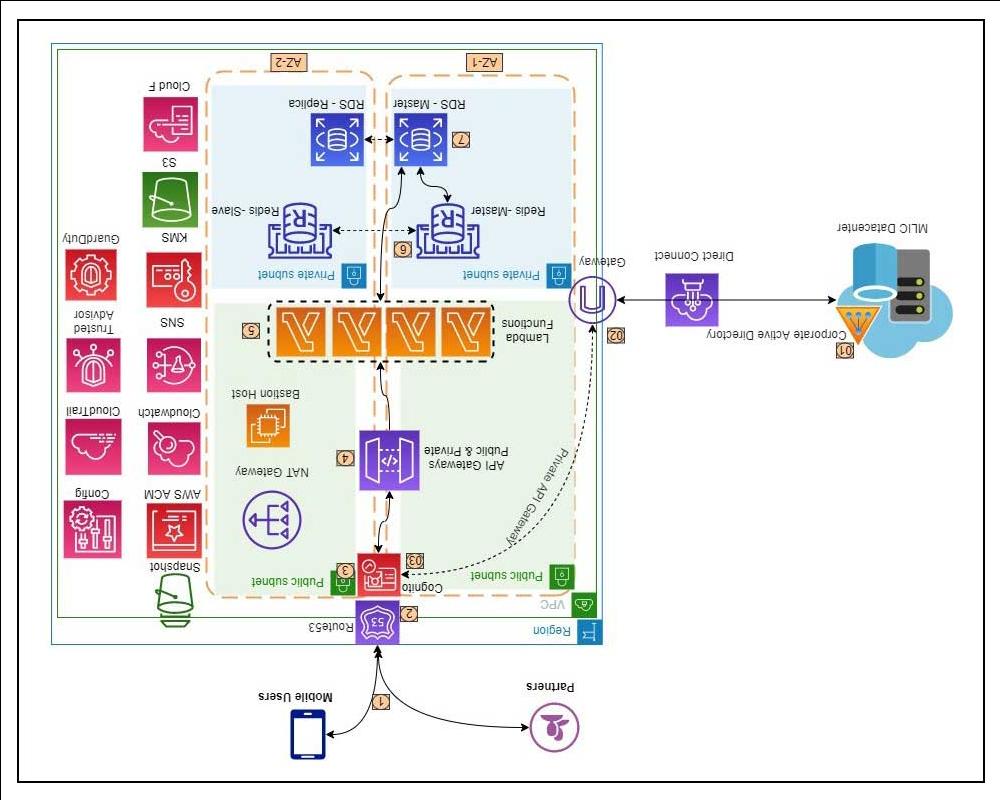 Partners
Mobile Users
1
Region
Route53
2
VPC
Public subnet
Cognito
03
3
Public subnet
Snapshot
Private API Gateway
AWS ACM
Config
API Gateways
Public & Private
4
NAT Gateway
Cloudwatch
CloudTrail
Bastion Host
01
Corporate Active Directory
02
Lambda
Functions
5
SNS
Trusted
Advisor
MLIC Datacenter
Direct Connect
Gateway
Private subnet
Private subnet
6
KMS
GuardDuty
Redis-Master
Redis-Slave
S3
7
RDS - Master
RDS - Replica
Cloud F
AZ-1
AZ-2